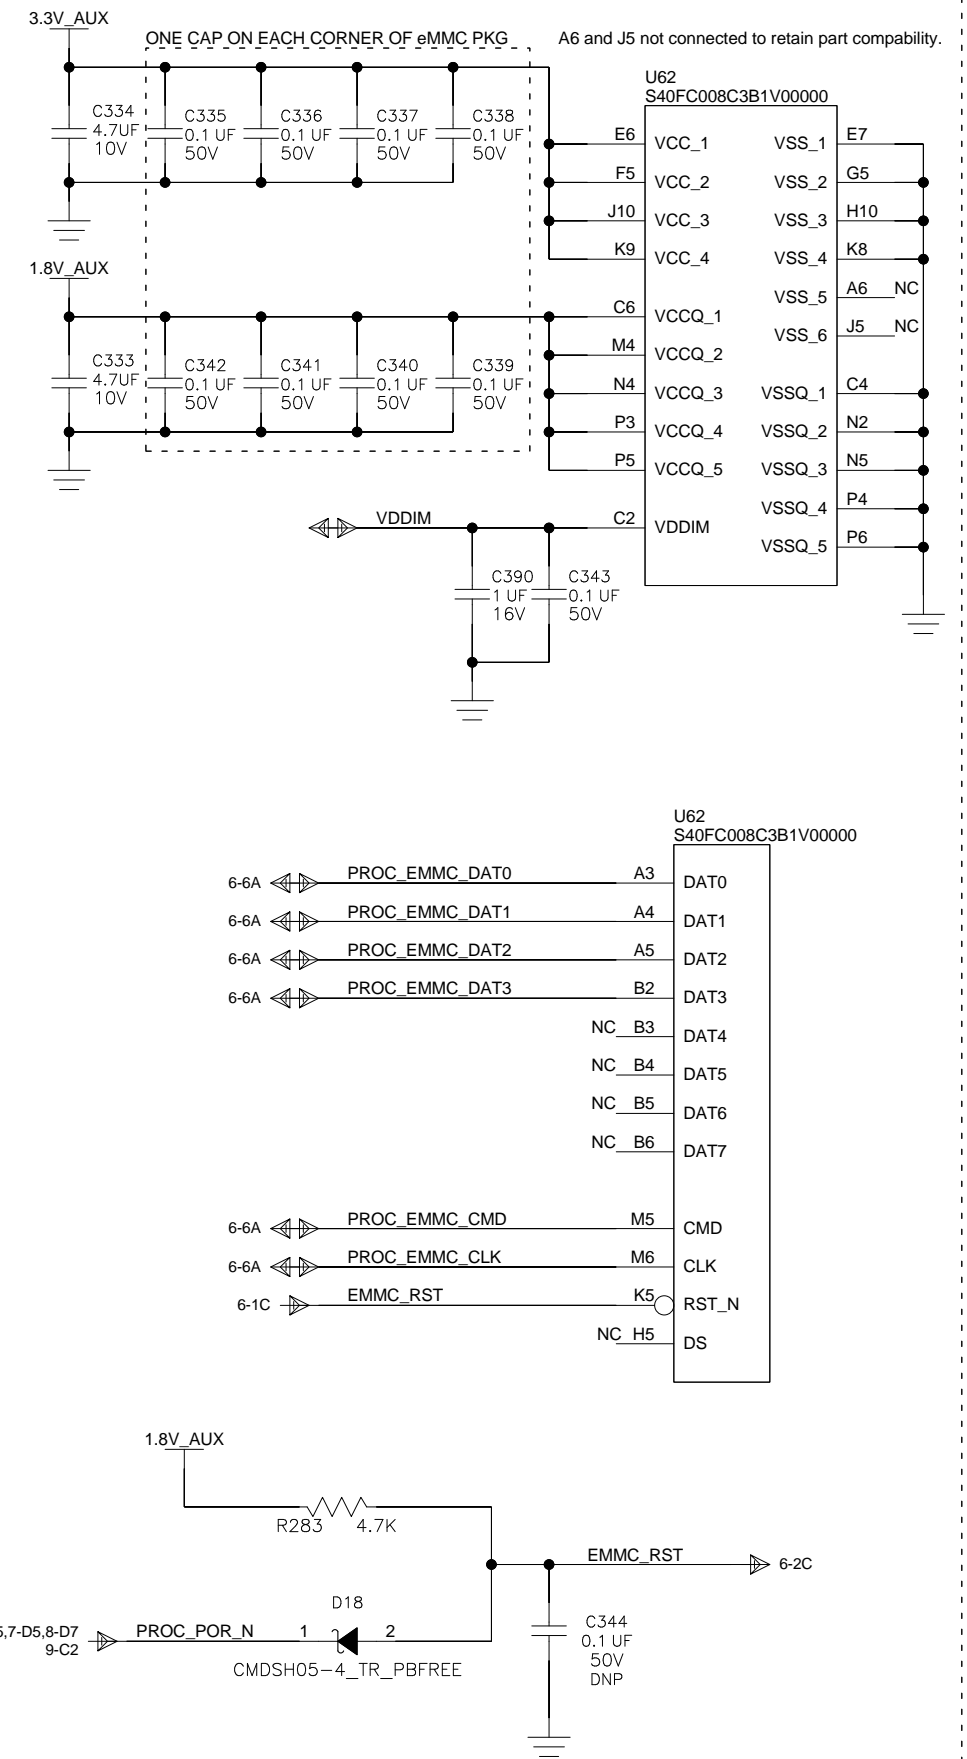 3.3V_AUX
ONE CAP ON EACH CORNER OF eMMC PKG
A6 and J5 not connected to retain part compability.
C334
4.7UF
10V
C335
0.1 UF
50V
C336
0.1 UF
50V
C337
0.1 UF
50V
C338
0.1 UF
50V
1.8V_AUX
C333
4.7UF
10V
C342
0.1 UF
50V
C341
0.1 UF
50V
C340
0.1 UF
50V
C339
0.1 UF
50V
U62
S40FC008C3B1V00000
E6 VCC_1 VSS_1 E7
F5 VCC_2 VSS_2 G5
J10 VCC_3 VSS_3 H10
K9 VCC_4 VSS_4 K8
VSS_5 A6 NC
C6 VCCQ_1
VSS_6 J5 NC
M4 VCCQ_2
N4 VCCQ_3 VSSQ_1 C4
P3 VCCQ_4 VSSQ_2 N2
P5 VCCQ_5 VSSQ_3 N5
VSSQ_4 P4
VDDIM C2 VDDIM
VSSQ_5 P6
C390
1 UF
16V
C343
0.1 UF
50V
U62
S40FC008C3B1V00000
6-6A PROC_EMMC_DAT0 A3 DAT0
6-6A PROC_EMMC_DAT1 A4 DAT1
6-6A PROC_EMMC_DAT2 A5 DAT2
6-6A PROC_EMMC_DAT3 B2 DAT3
NC B3 DAT4
NC B4 DAT5
NC B5 DAT6
NC B6 DAT7
6-6A PROC_EMMC_CMD M5 CMD
6-6A PROC_EMMC_CLK M6 CLK
6-1C EMMC_RST K5 RST_N
NC H5 DS
1.8V_AUX
R283 4.7K
EMMC_RST 6-2C
D18
5,7-D5,8-D7
9-C2
PROC_POR_N 1 2
CMDSH05-4_TR_PBFREE
C344
0.1 UF
50V
DNP